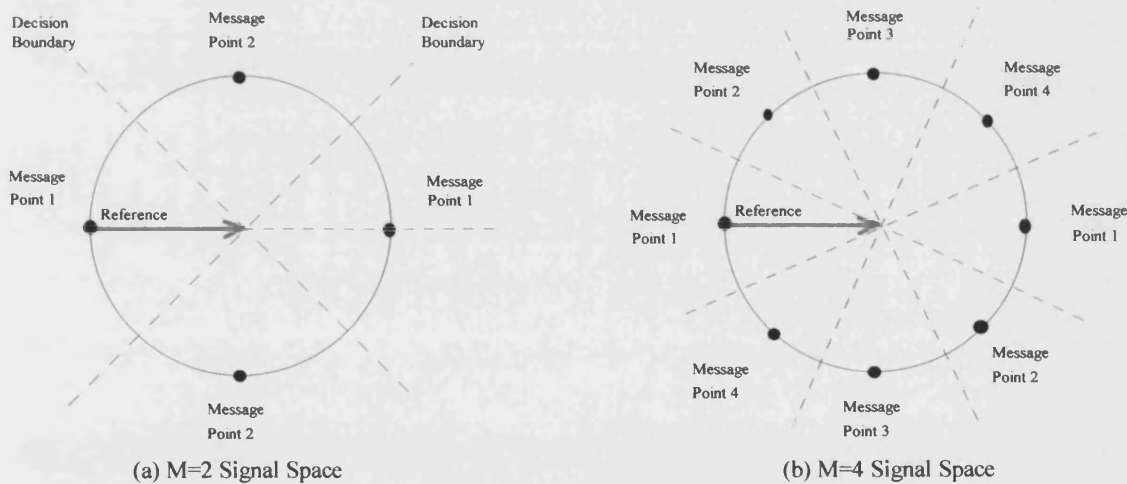 Decision
Boundary
Message
Point 2
Decision
Boundary
Message
Point 1
Reference
Message
Point 1
Message
Point 2
(a) M=2 Signal Space
Message
Point 3
Message
Point 2
Message
Point 4
Message
Point 1
Reference
Message
Point 1
Message
Point 4
Message
Point 3
Message
Point 2
(b) M=4 Signal Space